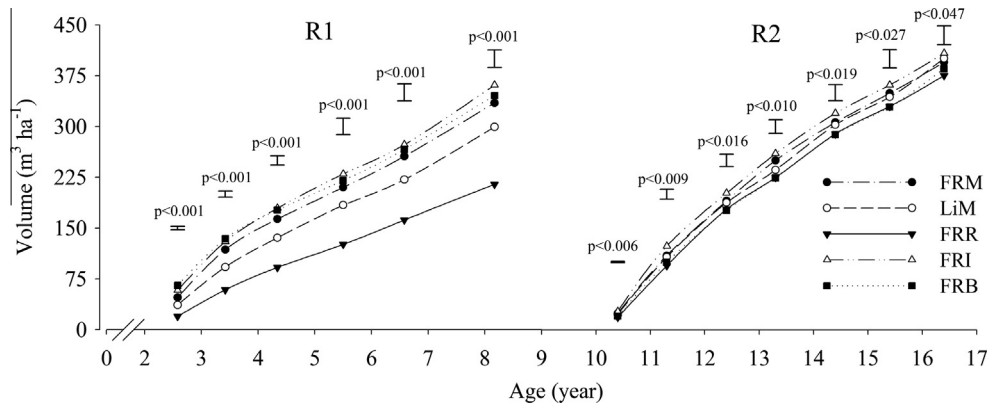 R1
R2
p<0.001
p<0.001
p<0.001
p<0.001
p<0.001
p<0.001
p<0.006
p<0.009
p<0.016
p<0.010
p<0.019
p<0.027
p<0.047
Volume (m³ ha⁻¹)
450
375
300
225
150
75
0
FRM
LiM
FRR
FRI
FRB
0 2 3 4 5 6 7 8 9 10 11 12 13 14 15 16 17
Age (year)